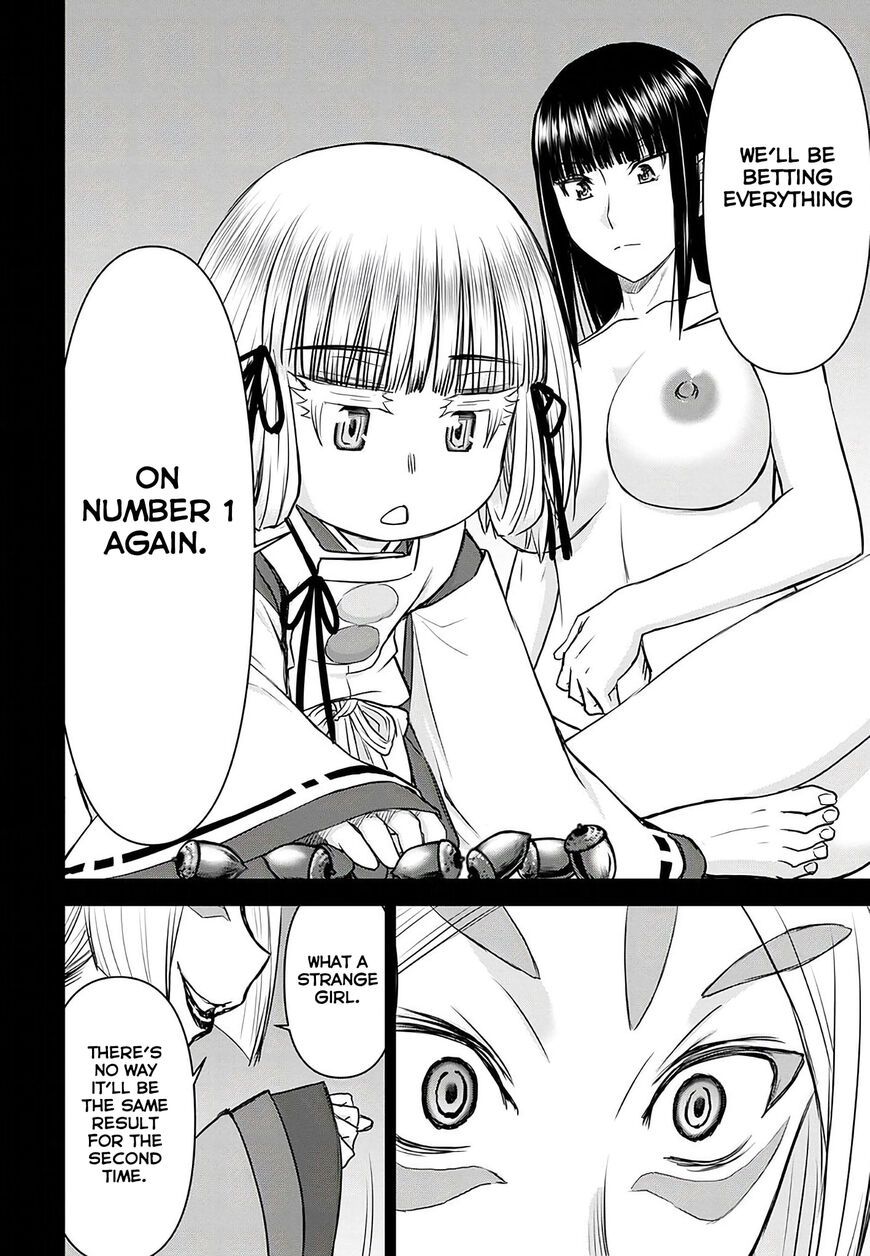 WE'LL BE
BETTING
EVERYTHING
ON
NUMBER 1
AGAIN.
WHAT A
STRANGE
GIRL.
THERE'S
NO WAY
IT'LL BE
THE SAME
RESULT
FOR THE
SECOND
TIME.